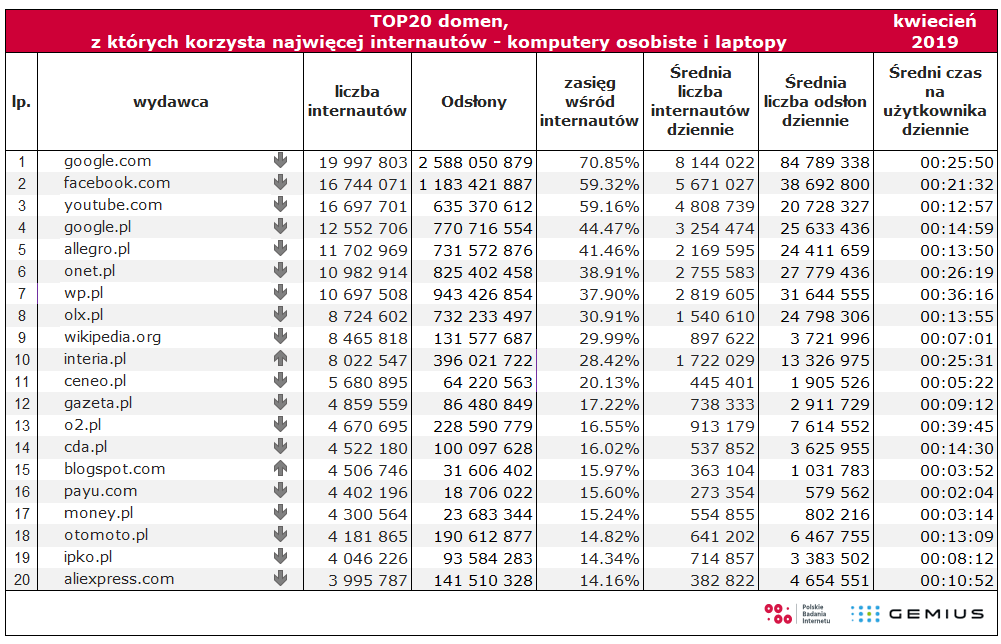 TOP20 domen, kwiecień
z których korzysta najwięcej internautów - komputery osobiste i laptopy 2019
lp. wydawca liczba internautów Odsłony zasięg wśród internautów Średnia liczba internautów dziennie Średnia liczba odsłon dziennie Średni czas na użytkownika dziennie
1 google.com 19 997 803 2 588 050 879 70.85% 8 144 022 84 789 338 00:25:50
2 facebook.com 16 744 071 1 183 421 887 59.32% 5 671 027 38 692 800 00:21:32
3 youtube.com 16 697 701 635 370 612 59.16% 4 808 739 20 728 327 00:12:57
4 google.pl 12 552 706 770 716 554 44.47% 3 254 474 25 633 436 00:14:59
5 allegro.pl 11 702 969 731 572 876 41.46% 2 169 595 24 411 659 00:13:50
6 onet.pl 10 982 914 825 402 458 38.91% 2 755 583 27 779 436 00:26:19
7 wp.pl 10 697 508 943 426 854 37.90% 2 819 605 31 644 555 00:36:16
8 olx.pl 8 724 602 732 233 497 30.91% 1 540 610 24 798 306 00:13:55
9 wikipedia.org 8 465 818 131 577 687 29.99% 897 622 3 721 996 00:07:01
10 interia.pl 8 022 547 396 021 722 28.42% 1 722 029 13 326 975 00:25:31
11 ceneo.pl 5 680 895 64 220 563 20.13% 445 401 1 905 526 00:05:22
12 gazeta.pl 4 859 559 86 480 849 17.22% 738 333 2 911 729 00:09:12
13 o2.pl 4 670 695 228 590 779 16.55% 913 179 7 614 552 00:39:45
14 cda.pl 4 522 180 100 097 628 16.02% 537 852 3 625 955 00:14:30
15 blogspot.com 4 506 746 31 606 402 15.97% 363 104 1 031 783 00:03:52
16 payu.com 4 402 196 18 706 022 15.60% 273 354 579 562 00:02:04
17 money.pl 4 300 564 23 683 344 15.24% 554 855 802 216 00:03:14
18 otomoto.pl 4 181 865 190 612 877 14.82% 641 202 6 467 755 00:13:09
19 ipko.pl 4 046 226 93 584 283 14.34% 714 857 3 383 502 00:08:12
20 aliexpress.com 3 995 787 141 510 328 14.16% 382 822 4 654 551 00:10:52
Polskie
Badania
Internetu
GEMIUS